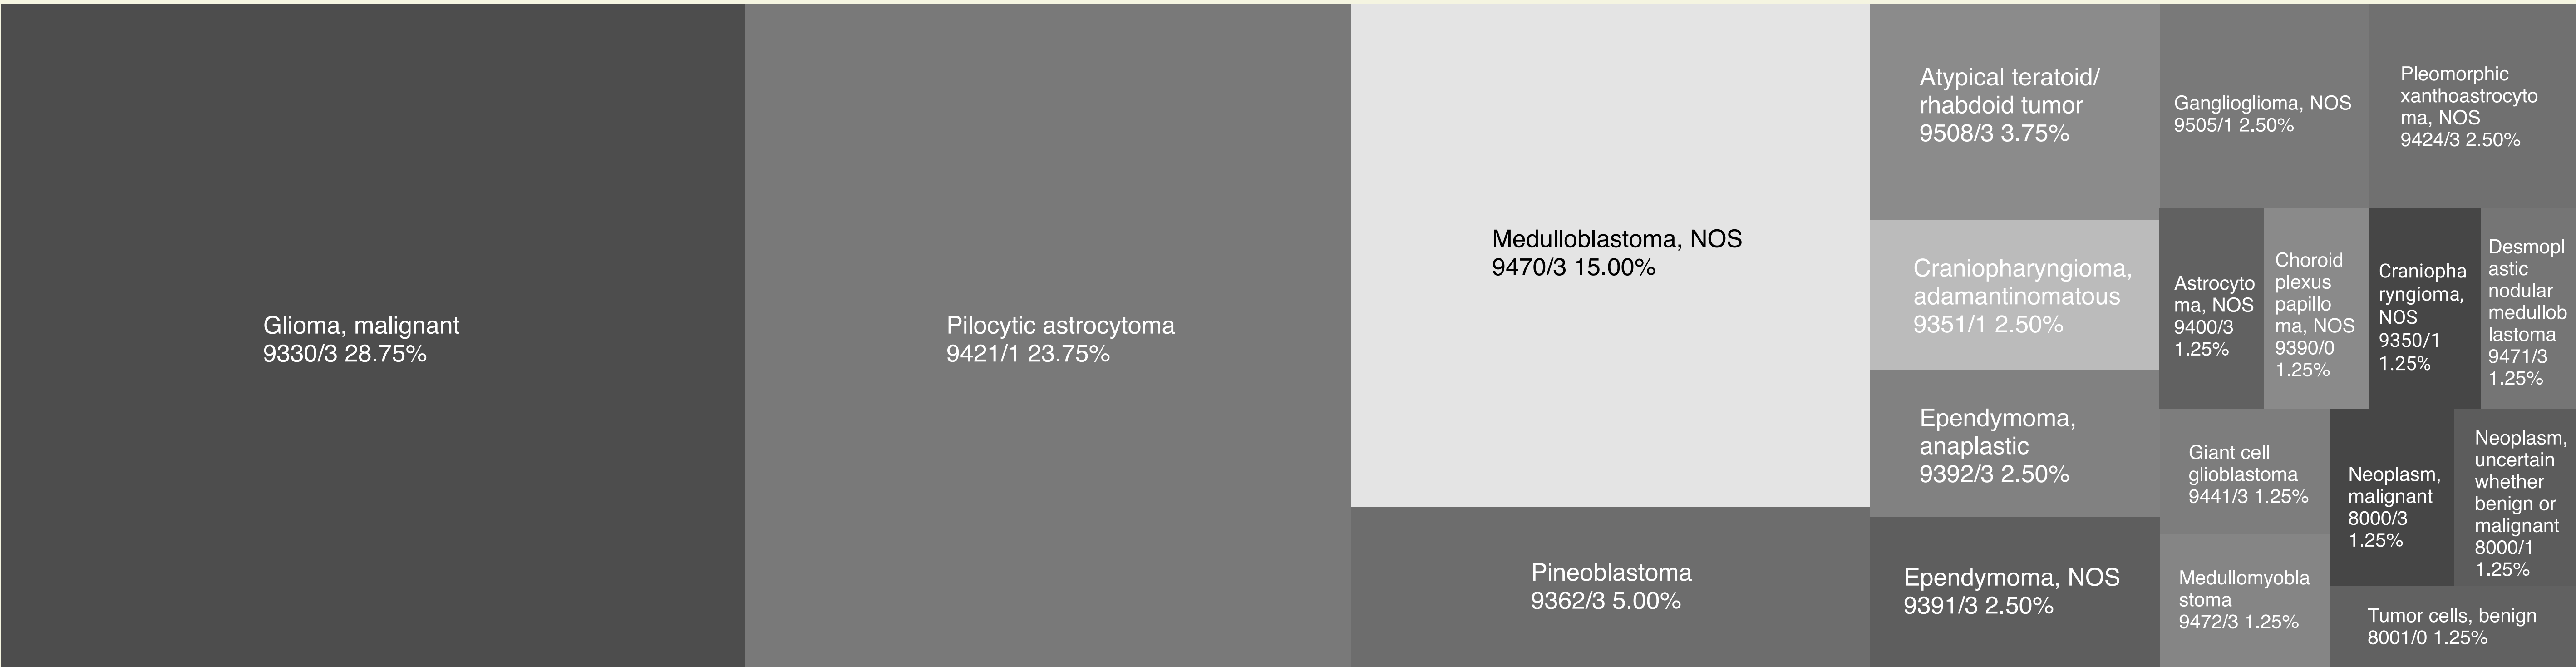 Glioma, malignant
9330/3 28.75%
Pilocytic astrocytoma
9421/1 23.75%
Medulloblastoma, NOS
9470/3 15.00%
Pineoblastoma
9362/3 5.00%
Atypical teratoid/
rhabdoid tumor
9508/3 3.75%
Craniopharyngioma,
adamantinomatous
9351/1 2.50%
Ependymoma,
anaplastic
9392/3 2.50%
Ependymoma, NOS
9391/3 2.50%
Ganglioglioma, NOS
9505/1 2.50%
Pleomorphic
xanthoastrocyto
ma, NOS
9424/3 2.50%
Astrocyto
ma, NOS
9400/3
1.25%
Choroid
plexus
papillo
ma, NOS
9390/0
1.25%
Craniopha
ryngioma,
NOS
9350/1
1.25%
Desmopl
astic
nodular
medullob
lastoma
9471/3
1.25%
Giant cell
glioblastoma
9441/3 1.25%
Medullomyobla
stoma
9472/3 1.25%
Neoplasm,
malignant
8000/3
1.25%
Neoplasm,
uncertain
whether
benign or
malignant
8000/1
1.25%
Tumor cells, benign
8001/0 1.25%